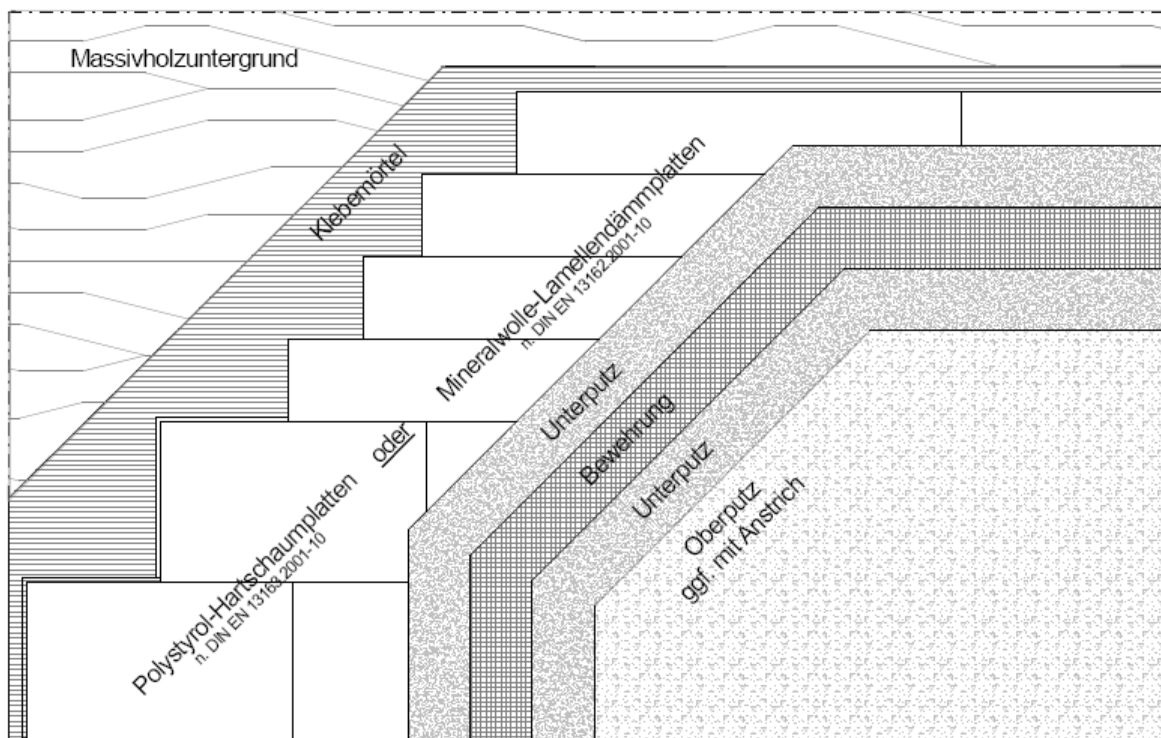 Massivholzuntergrund
Klebemörtel
Mineralwolle-Lamellendämmplatten
n. DIN EN 13162:2001-10
oder
Polystyrol-Hartschaumplatten
n. DIN EN 13163:2001-10
Unterputz
Bewehrung
Unterputz
Oberputz
ggf. mit Anstrich